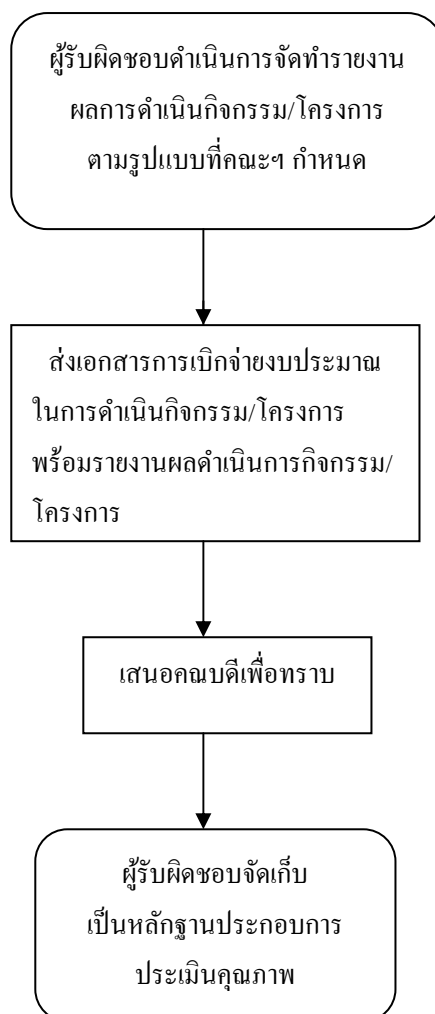 ผู้รับผิดชอบดำเนินการจัดทำรายงาน
ผลการดำเนินกิจกรรม/โครงการ
ตามรูปแบบที่คณะฯ กำหนด
ส่งเอกสารการเบิกจ่ายงบประมาณ
ในการดำเนินกิจกรรม/โครงการ
พร้อมรายงานผลดำเนินการกิจกรรม/
โครงการ
เสนอคณบดีเพื่อทราบ
ผู้รับผิดชอบจัดเก็บ
เป็นหลักฐานประกอบการ
ประเมินคุณภาพ